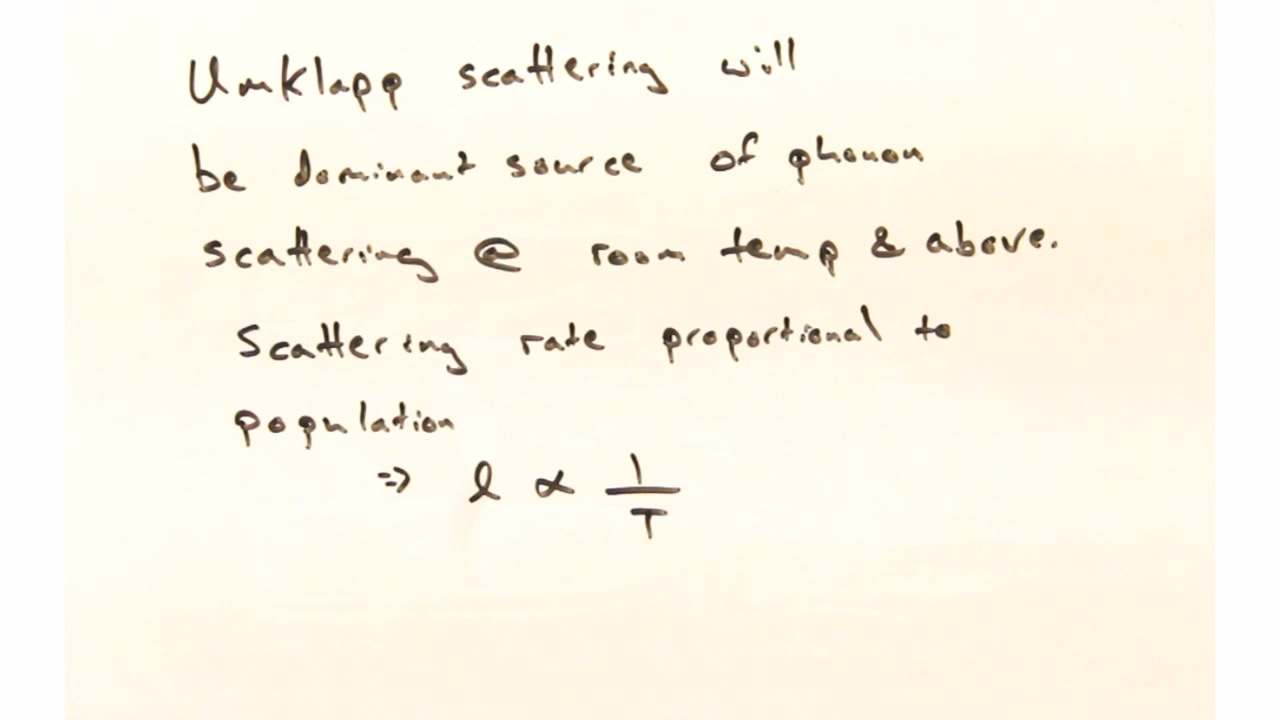 Umklapp scattering will
be dominant source of phonon
scattering @ room temp & above.
Scattering rate proportional to
population
=> l ∝ 1/T